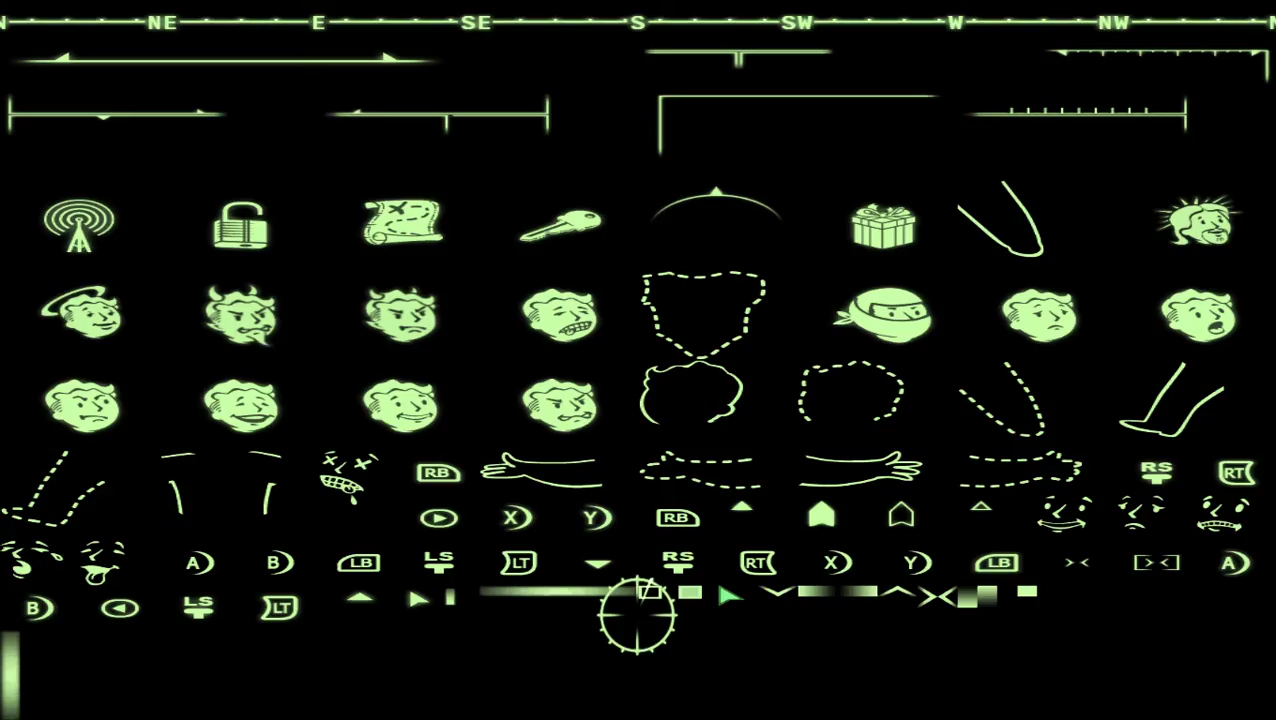 N NE E SE S SW W NW N
RB RS RT
X Y RB
A B LB LS LT RS RT X Y LB A
B LS LT